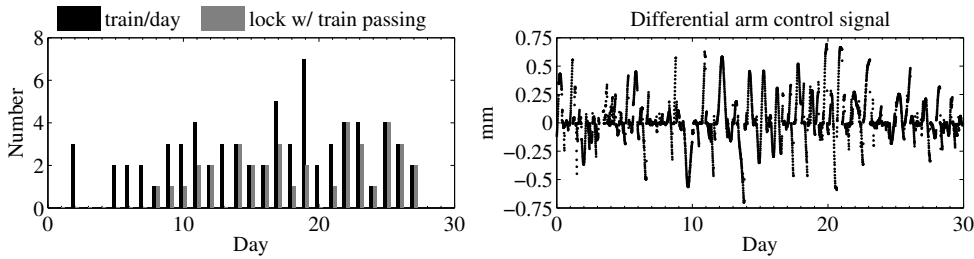 train/day
lock w/ train passing
Number
8
6
4
2
0
0
10
20
30
Day
Differential arm control signal
mm
0.75
0.5
0.25
0
−0.25
−0.5
−0.75
0
10
20
30
Day